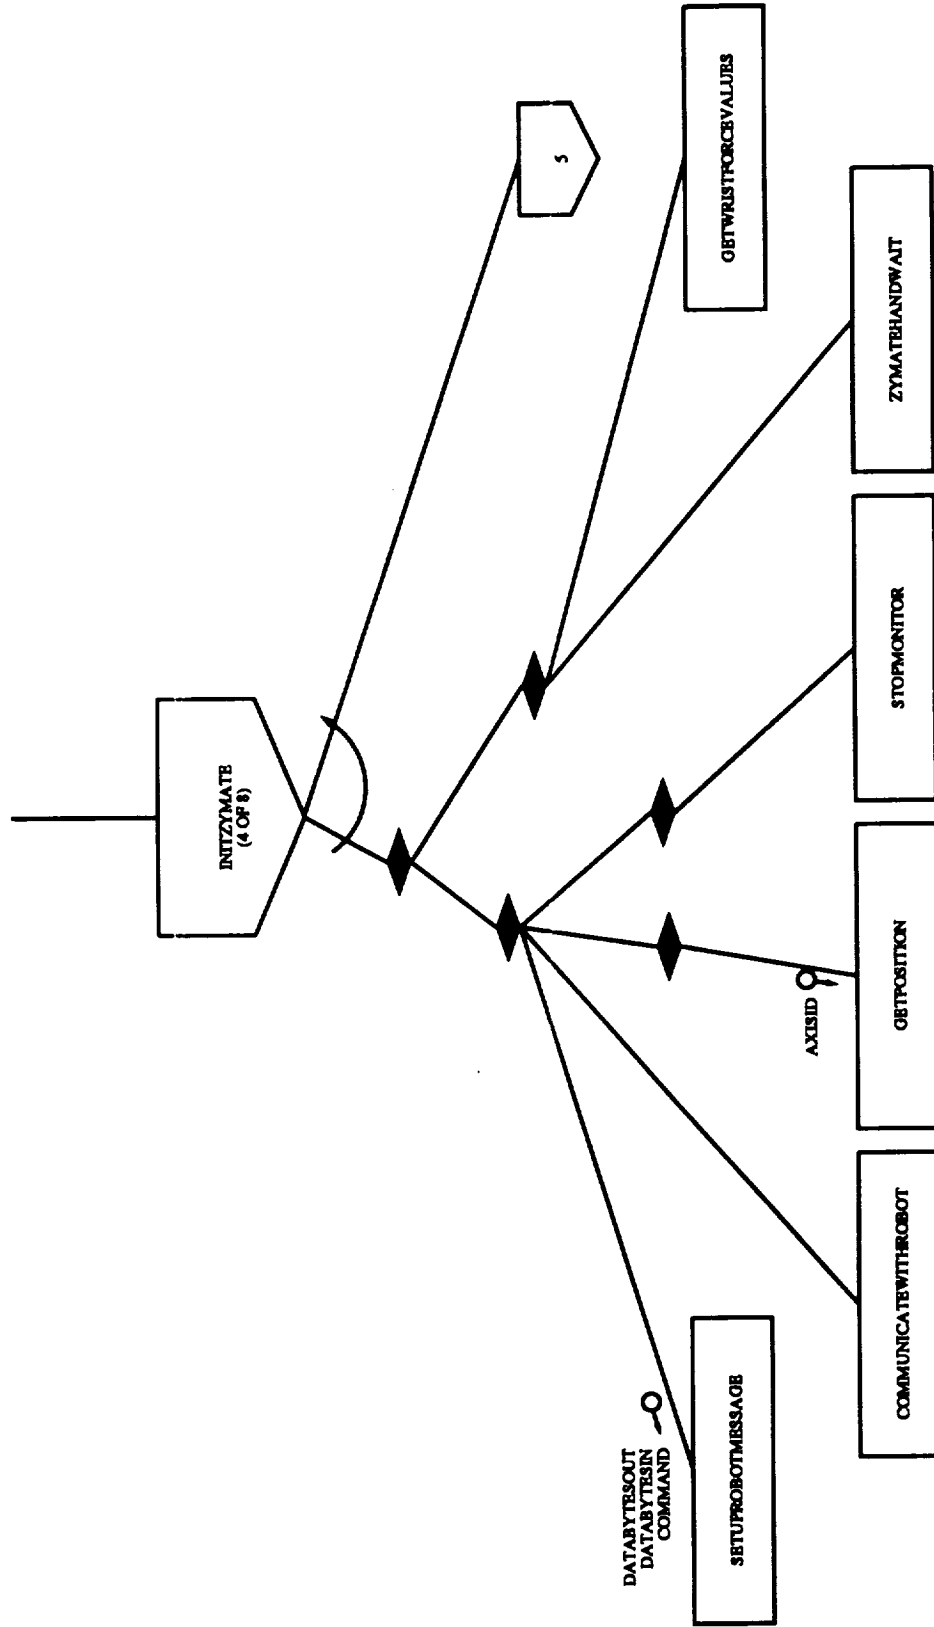 INITZYMATE
(4 OF 8)
5
DATABYTESOUT
DATABYTESIN
COMMAND
AXISID
SETUPROBOTMESSAGE
COMMUNICATEWITHROBOT
GETPOSITION
STOPMONITOR
ZYMATEHANDWAIT
GETWRISTFORCEVALUES